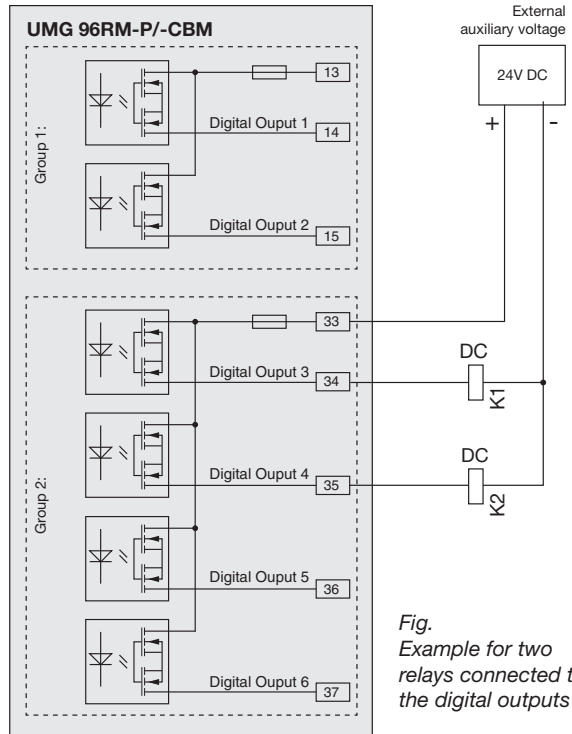 External
auxiliary voltage
UMG 96RM-P/-CBM
24V DC
+ -
Group 1:
13
Digital Ouput 1
14
Digital Ouput 2
15
Group 2:
33
Digital Ouput 3
34
DC
K1
Digital Ouput 4
35
DC
K2
Digital Ouput 5
36
Digital Ouput 6
37
Fig.
Example for two
relays connected t
the digital outputs